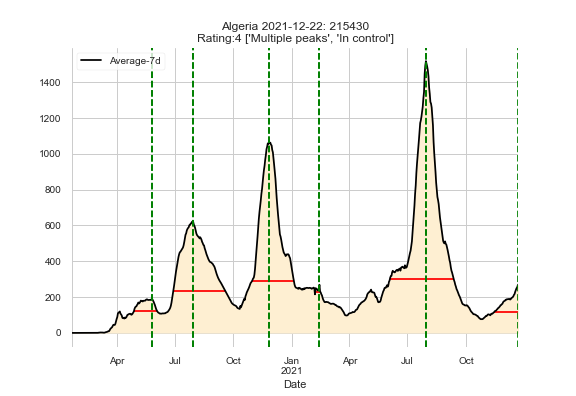 Algeria 2021-12-22: 215430
Rating:4 ['Multiple peaks', 'In control']
Average-7d
1400
1200
1000
800
600
400
200
0
Apr Jul Oct Jan Apr Jul Oct
2021
Date